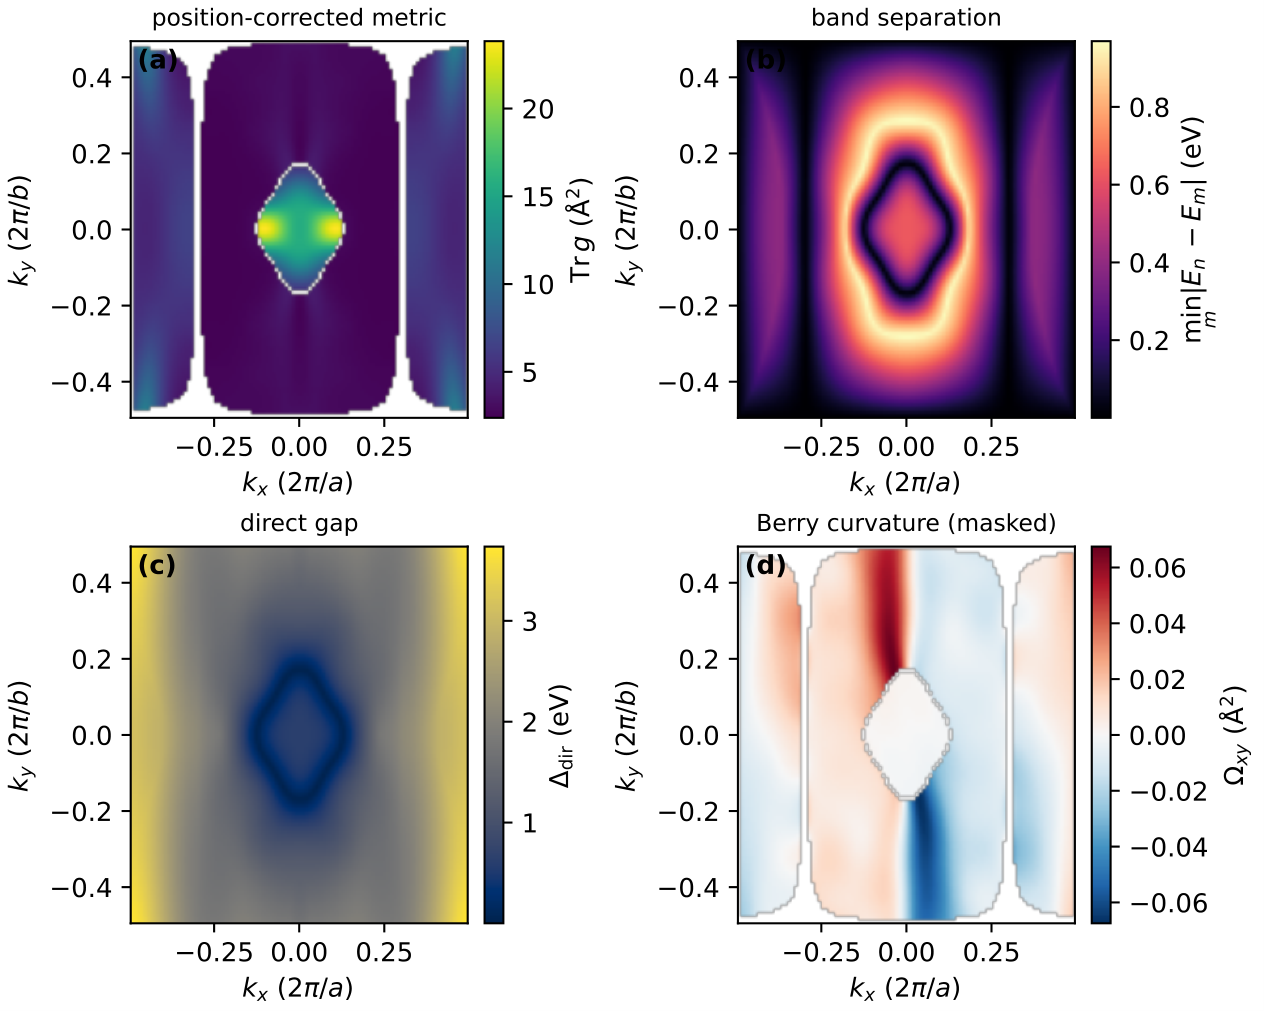 position-corrected metric
(a)
0.4
0.2
0.0
−0.2
−0.4
k_y (2π/b)
−0.25 0.00 0.25
k_x (2π/a)
20
15
10
5
Tr g (Å²)
band separation
(b)
0.4
0.2
0.0
−0.2
−0.4
k_y (2π/b)
−0.25 0.00 0.25
k_x (2π/a)
0.8
0.6
0.4
0.2
min_m|E_n − E_m| (eV)
direct gap
(c)
0.4
0.2
0.0
−0.2
−0.4
k_y (2π/b)
−0.25 0.00 0.25
k_x (2π/a)
3
2
1
Δ_dir (eV)
Berry curvature (masked)
(d)
0.4
0.2
0.0
−0.2
−0.4
k_y (2π/b)
−0.25 0.00 0.25
k_x (2π/a)
0.06
0.04
0.02
0.00
−0.02
−0.04
−0.06
Ω_xy (Å²)